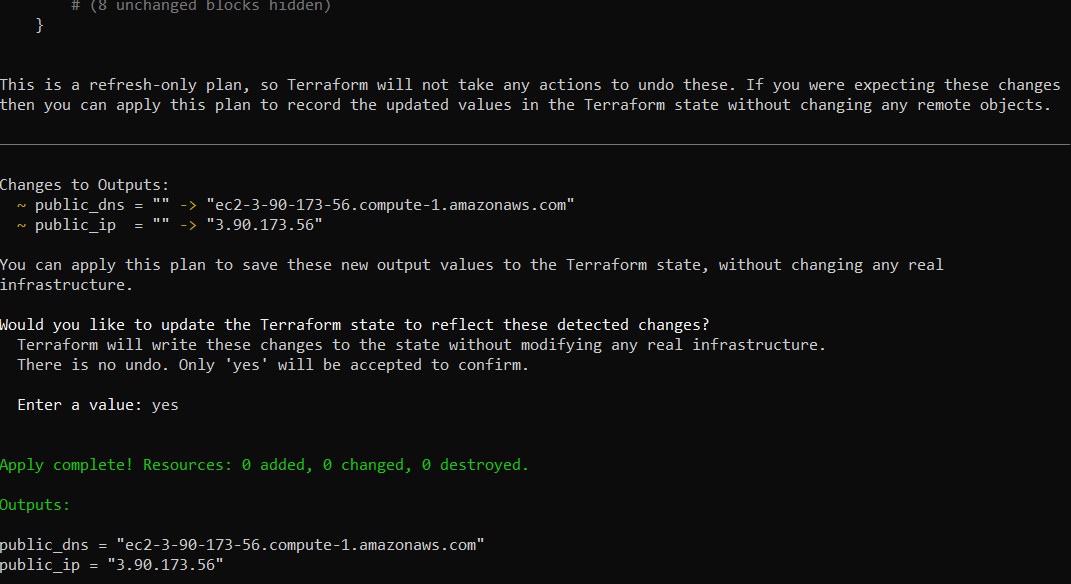 # (8 unchanged blocks hidden)
}
This is a refresh-only plan, so Terraform will not take any actions to undo these. If you were expecting these changes
then you can apply this plan to record the updated values in the Terraform state without changing any remote objects.
Changes to Outputs:
~ public_dns = "" -> "ec2-3-90-173-56.compute-1.amazonaws.com"
~ public_ip  = "" -> "3.90.173.56"
You can apply this plan to save these new output values to the Terraform state, without changing any real
infrastructure.
Would you like to update the Terraform state to reflect these detected changes?
Terraform will write these changes to the state without modifying any real infrastructure.
There is no undo. Only 'yes' will be accepted to confirm.
Enter a value: yes
Apply complete! Resources: 0 added, 0 changed, 0 destroyed.
Outputs:
public_dns = "ec2-3-90-173-56.compute-1.amazonaws.com"
public_ip = "3.90.173.56"